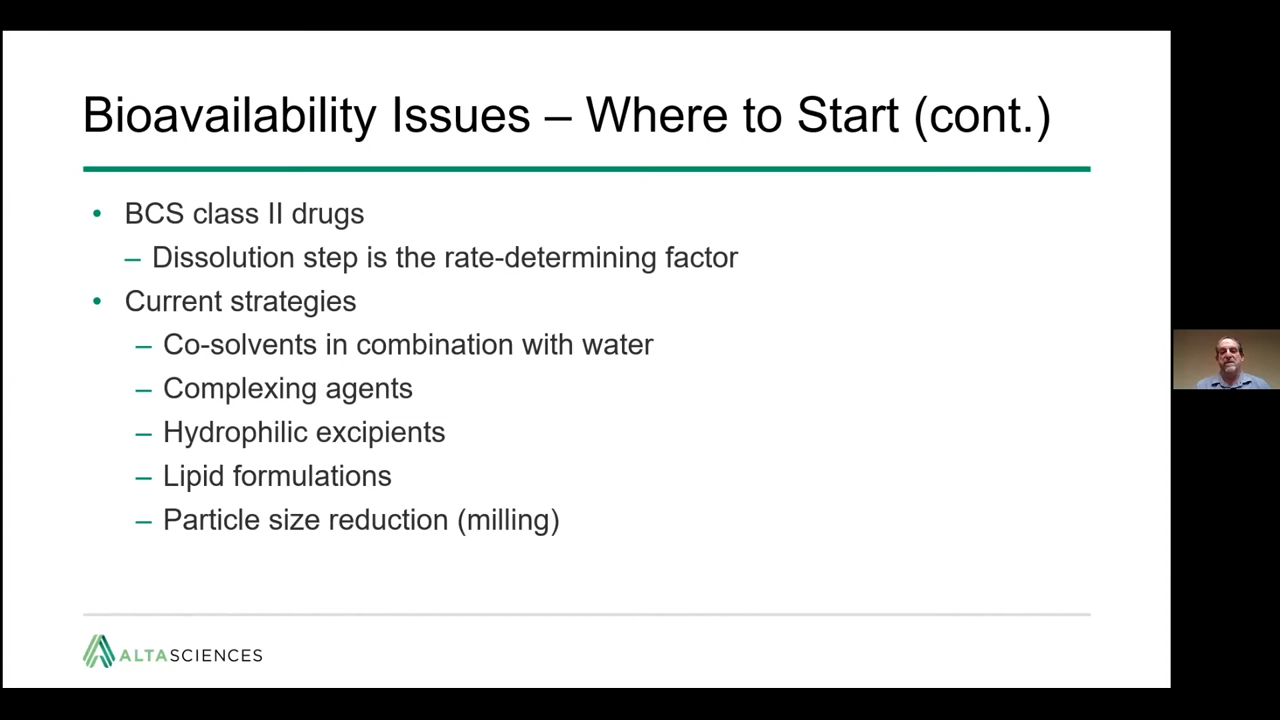 Bioavailability Issues – Where to Start (cont.)
• BCS class II drugs
– Dissolution step is the rate-determining factor
• Current strategies
– Co-solvents in combination with water
– Complexing agents
– Hydrophilic excipients
– Lipid formulations
– Particle size reduction (milling)
ALTASCIENCES